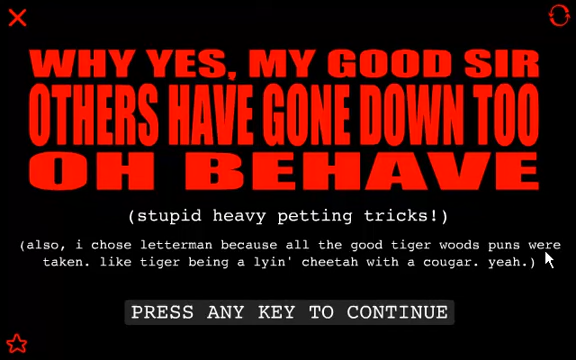 WHY YES, MY GOOD SIR
OTHERS HAVE GONE DOWN TOO
OH BEHAVE
(stupid heavy petting tricks!)
(also, i chose letterman because all the good tiger woods puns were
taken. like tiger being a lyin' cheetah with a cougar. yeah.)
PRESS ANY KEY TO CONTINUE